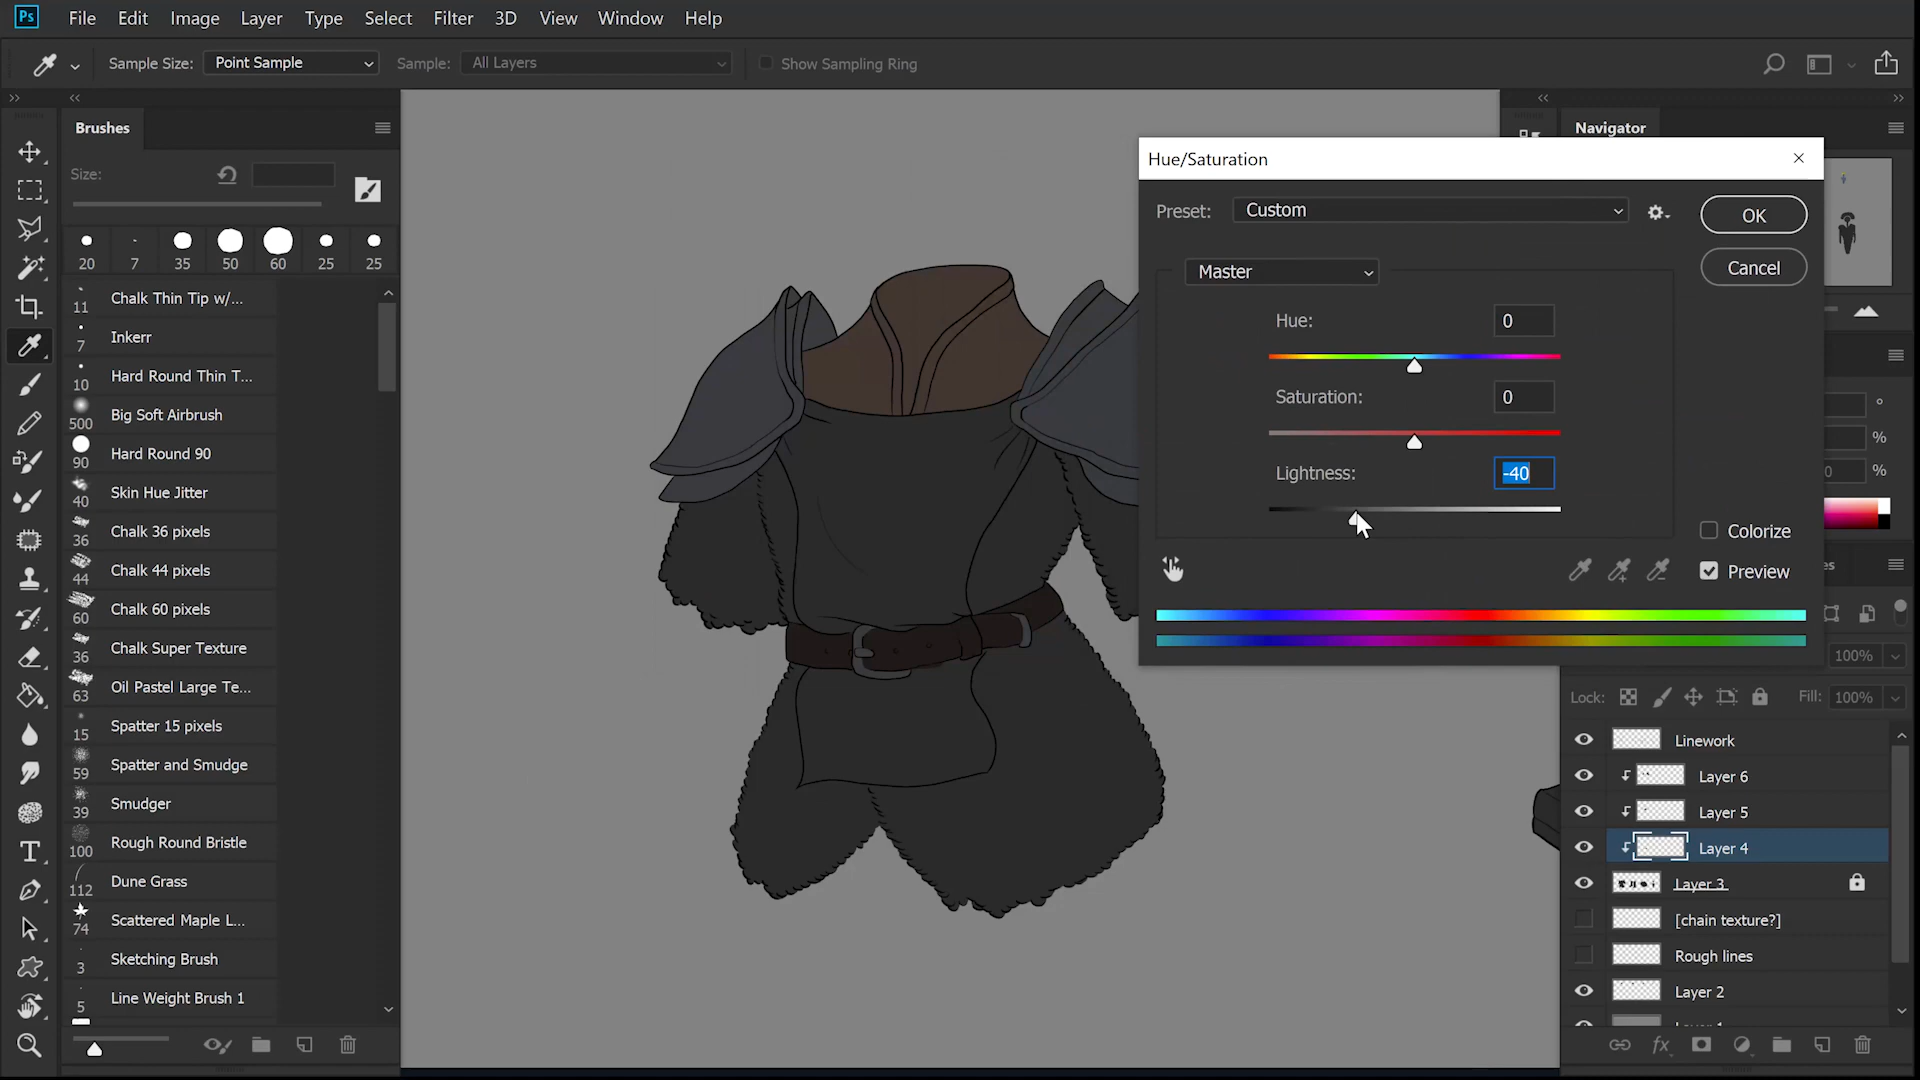 Ps File Edit Image Layer Type Select Filter 3D View Window Help
Sample Size: Point Sample Sample: All Layers Show Sampling Ring
Brushes
Size:
20 7 35 50 60 25 25
11 Chalk Thin Tip w/...
7 Inkerr
10 Hard Round Thin T...
500 Big Soft Airbrush
90 Hard Round 90
40 Skin Hue Jitter
36 Chalk 36 pixels
44 Chalk 44 pixels
60 Chalk 60 pixels
36 Chalk Super Texture
63 Oil Pastel Large Te...
15 Spatter 15 pixels
59 Spatter and Smudge
39 Smudger
100 Rough Round Bristle
112 Dune Grass
74 Scattered Maple L...
3 Sketching Brush
5 Line Weight Brush 1
Navigator
Hue/Saturation
Preset: Custom
OK
Cancel
Master
Hue: 0
Saturation: 0
Lightness: -40
Colorize
Preview
°
%
0 %
es
100%
Lock: Fill: 100%
Linework
Layer 6
Layer 5
Layer 4
Layer 3
[chain texture?]
Rough lines
Layer 2
fx